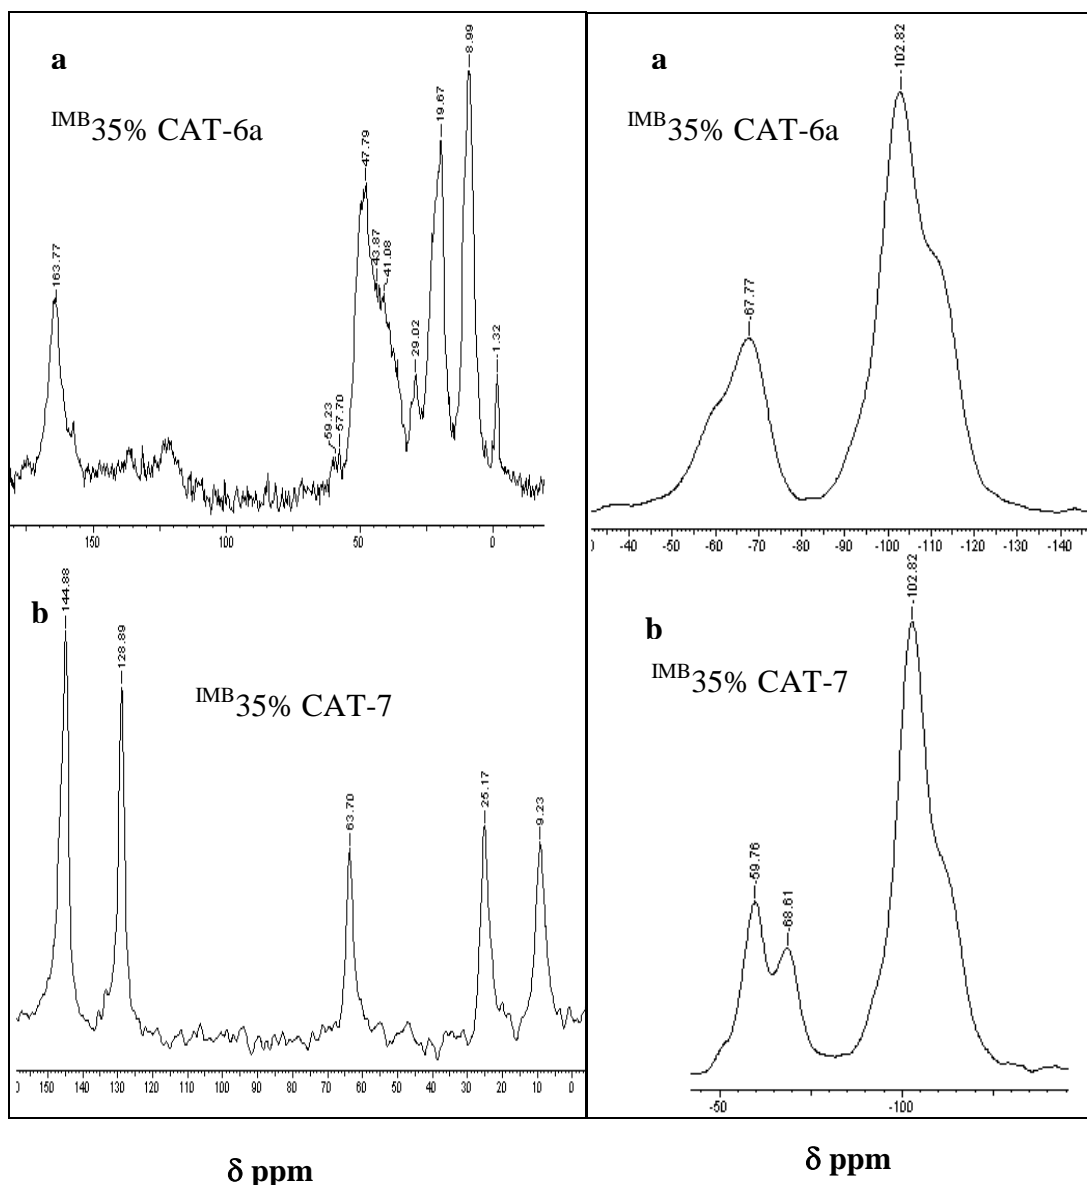 a
IMB35% CAT-6a
163.77
59.23
57.70
47.79
43.87
41.08
29.02
19.67
8.99
-1.32
150 100 50 0
a
IMB35% CAT-6a
-67.77
-102.82
-40 -50 -60 -70 -80 -90 -100 -110 -120 -130 -140
b
IMB35% CAT-7
144.88
128.89
63.70
25.17
9.23
150 140 130 120 110 100 90 80 70 60 50 40 30 20 10 0
δ ppm
b
IMB35% CAT-7
-59.76
-68.61
-102.82
-50 -100
δ ppm